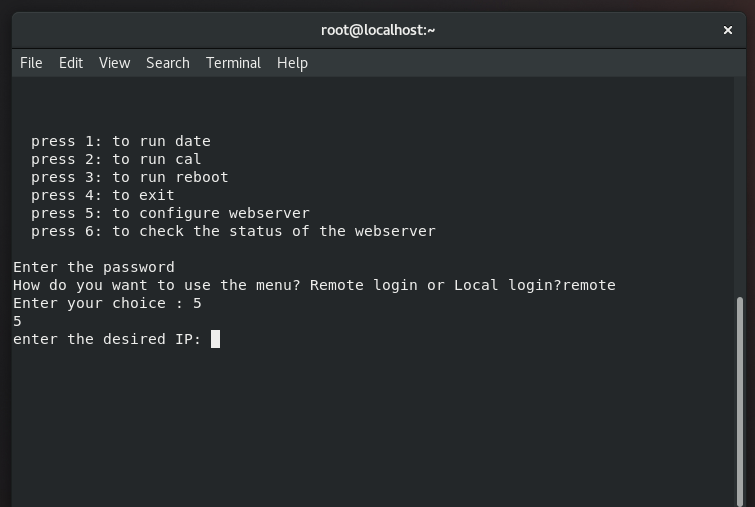 root@localhost:~
File Edit View Search Terminal Help
press 1: to run date
press 2: to run cal
press 3: to run reboot
press 4: to exit
press 5: to configure webserver
press 6: to check the status of the webserver
Enter the password
How do you want to use the menu? Remote login or Local login?remote
Enter your choice : 5
5
enter the desired IP: